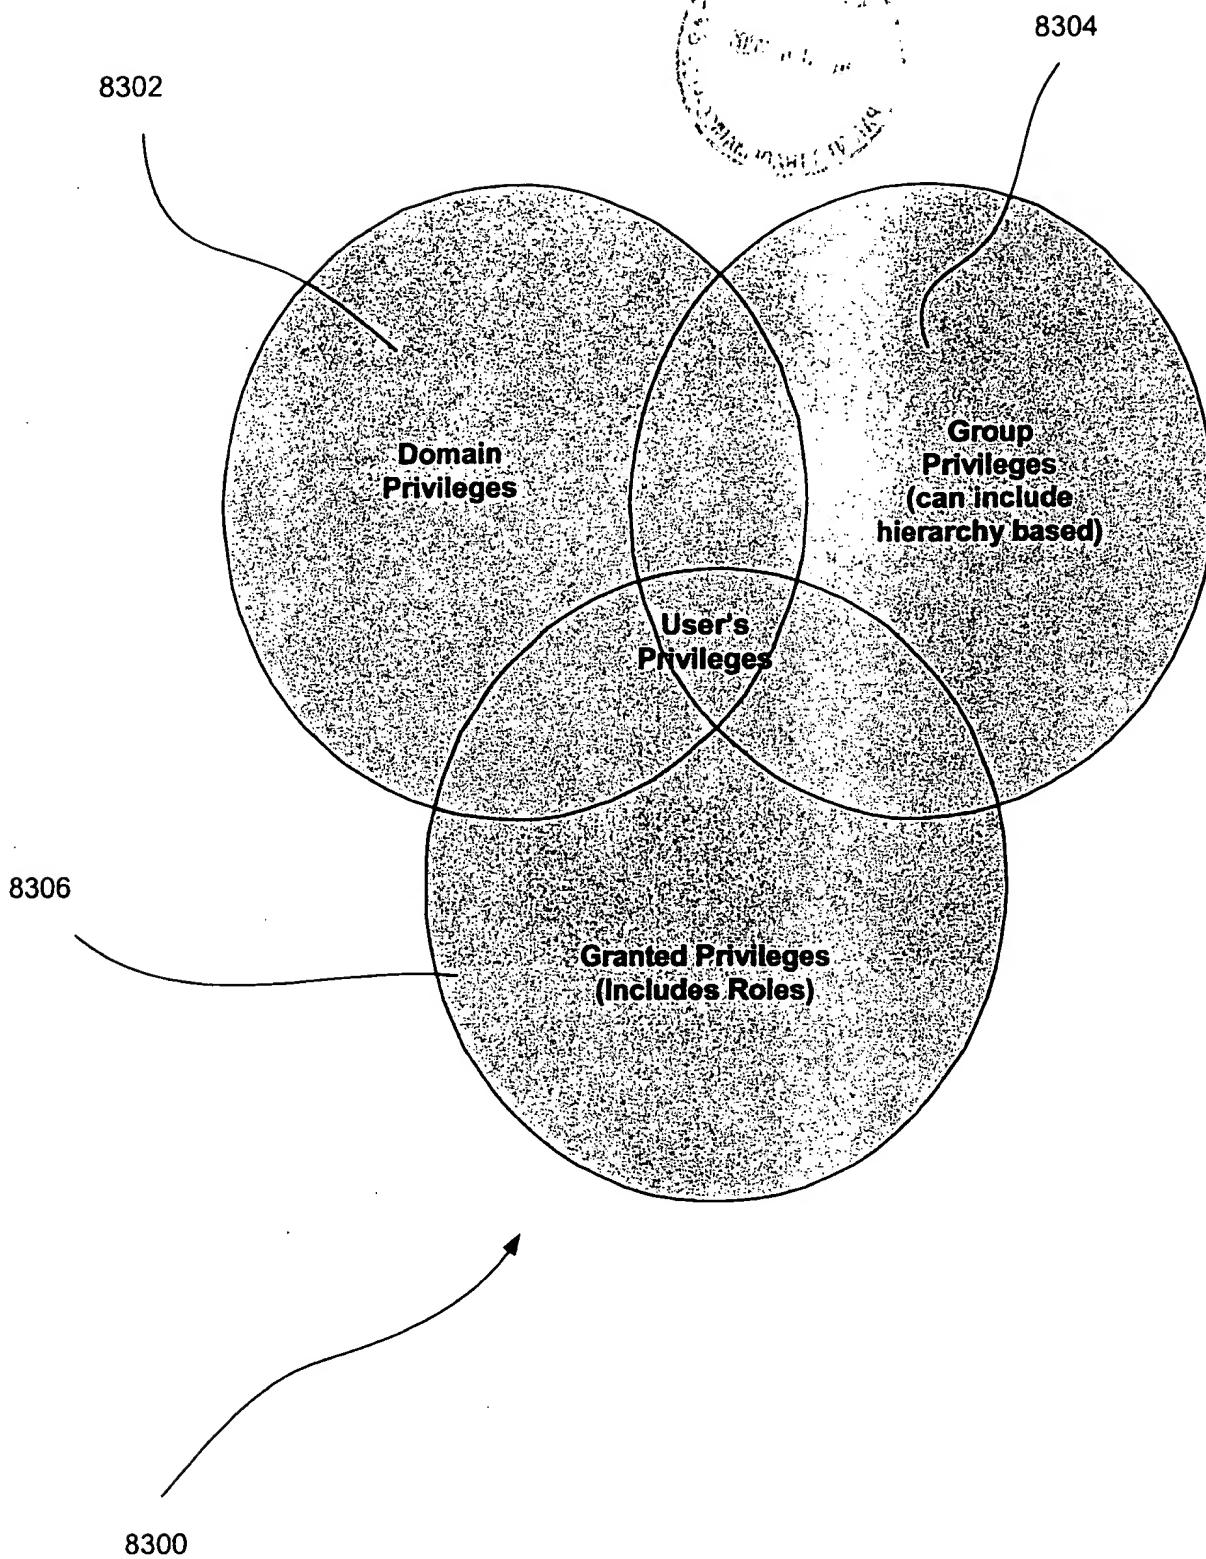 8304
8302
Domain
Privileges
Group
Privileges
(can include
hierarchy based)
User's
Privileges
8306
Granted Privileges
(Includes Roles)
8300